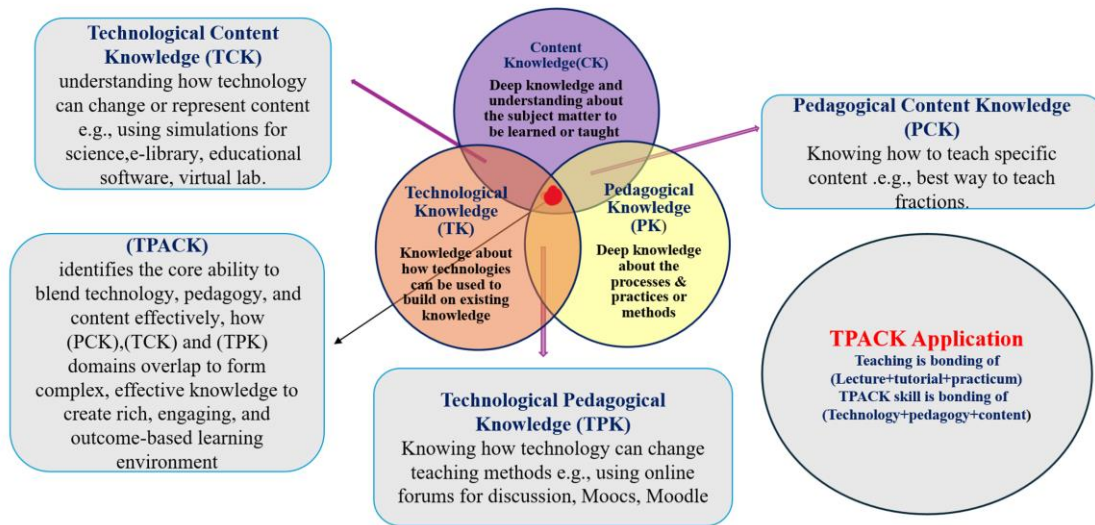 Technological Content
Knowledge (TCK)
understanding how technology
can change or represent content
e.g., using simulations for
science,e-library, educational
software, virtual lab.
Content
Knowledge(CK)
Deep knowledge and
understanding about
the subject matter to
be learned or taught
Pedagogical Content Knowledge
(PCK)
Knowing how to teach specific
content .e.g., best way to teach
fractions.
Technological
Knowledge
(TK)
Knowledge about
how technologies
can be used to
build on existing
knowledge
Pedagogical
Knowledge
(PK)
Deep knowledge
about the
processes &
practices or
methods
(TPACK)
identifies the core ability to
blend technology, pedagogy, and
content effectively, how
(PCK),(TCK) and (TPK)
domains overlap to form
complex, effective knowledge to
create rich, engaging, and
outcome-based learning
environment
Technological Pedagogical
Knowledge (TPK)
Knowing how technology can change
teaching methods e.g., using online
forums for discussion, Moocs, Moodle
TPACK Application
Teaching is bonding of
(Lecture+tutorial+practicum)
TPACK skill is bonding of
(Technology+pedagogy+content)